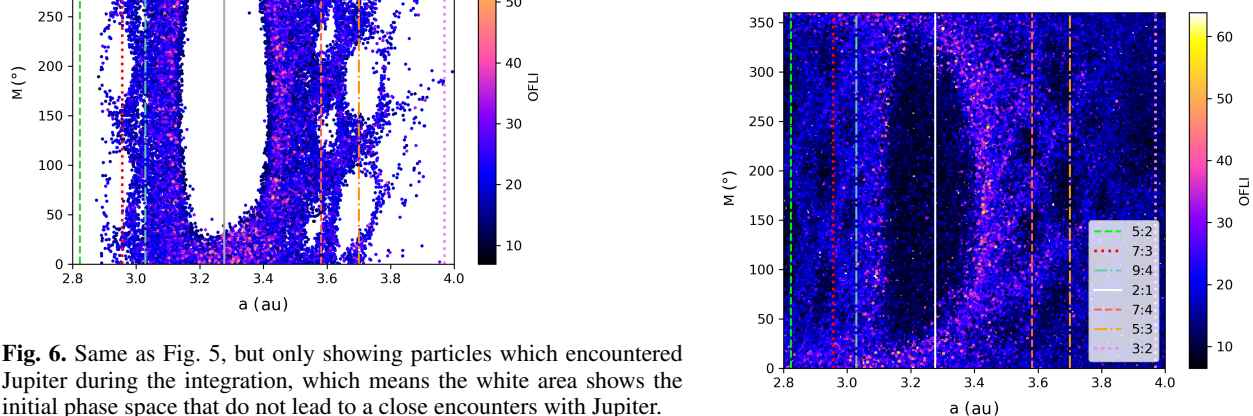 250
200
150
100
50
0
M (°)
2.8 3.0 3.2 3.4 3.6 3.8 4.0
a (au)
50
40
30
20
10
OFLI
Fig. 6. Same as Fig. 5, but only showing particles which encountered
Jupiter during the integration, which means the white area shows the
initial phase space that do not lead to a close encounters with Jupiter.
350
300
250
200
150
100
50
0
M (°)
5:2
7:3
9:4
2:1
7:4
5:3
3:2
2.8 3.0 3.2 3.4 3.6 3.8 4.0
a (au)
60
50
40
30
20
10
OFLI